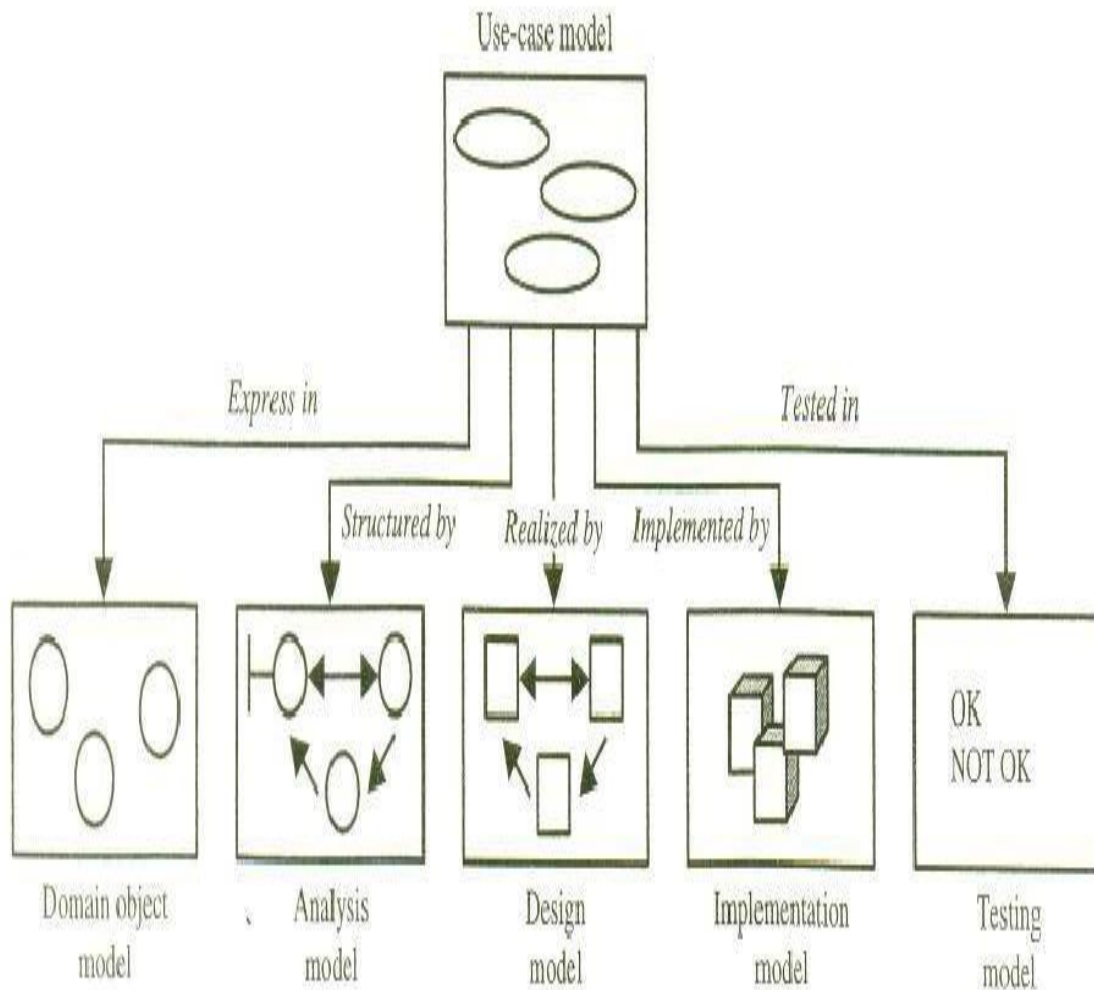 Use-case model
Express in
Tested in
Structured by
Realized by
Implemented by
OK
NOT OK
Domain object
model
Analysis
model
Design
model
Implementation
model
Testing
model